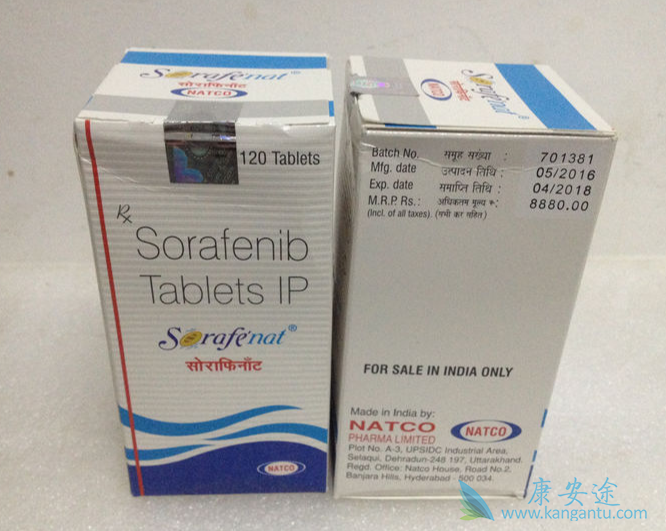 Sorafenat®
सोराफिनॉट
NATCO
120 Tablets
Rx
Sorafenib
Tablets IP
Sorafenat®
सोराफिनॉट
NATCO
Sorafenat®
सोराफिनॉट
NATCO
Batch No. समूह संख्या : 701381
Mfg. date उत्पादन तिथि : 05/2016
Exp. date समाप्ति तिथि : 04/2018
M.R.P. Rs.: अधिकतम मूल्य रु: 8880.00
(Incl. of all taxes). (सभी कर सहित)
FOR SALE IN INDIA ONLY
Made in India by:
NATCO
PHARMA LIMITED
NATCO
Plot No. A-3, UPSIDC Industrial Area,
Selaqui, Dehradun-248 197, Uttarakhand.
Regd. Office: Natco House, Road No.2,
Banjara Hills, Hyderabad - 500 034.
康安途
www.kangantu.com